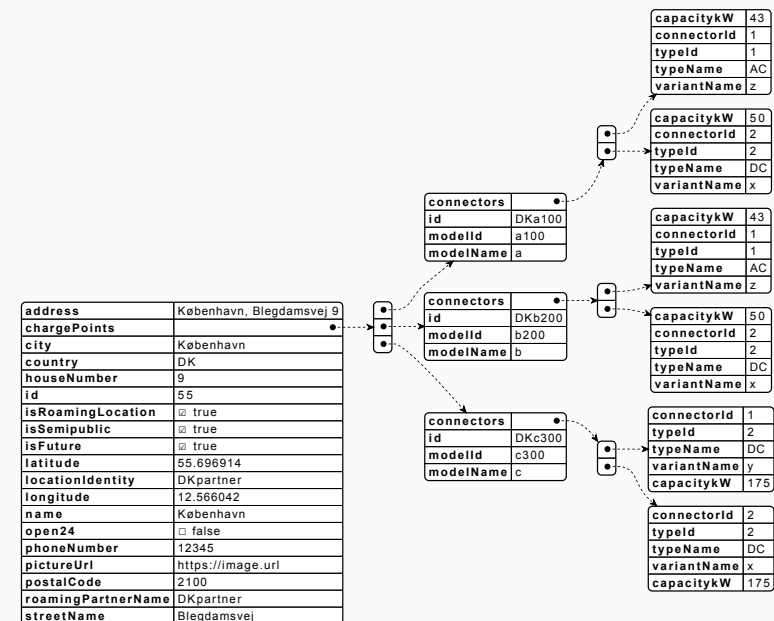 capacitykW 43
connectorId 1
typeId 1
typeName AC
variantName z
capacitykW 50
connectorId 2
typeId 2
typeName DC
variantName x
connectors
id DKa100
modelId a100
modelName a
capacitykW 43
connectorId 1
typeId 1
typeName AC
variantName z
connectors
id DKb200
modelId b200
modelName b
capacitykW 50
connectorId 2
typeId 2
typeName DC
variantName x
address København, Blegdamsvej 9
chargePoints
city København
country DK
houseNumber 9
id 55
isRoamingLocation ☑ true
isSemipublic ☑ true
isFuture ☑ true
latitude 55.696914
locationIdentity DKpartner
longitude 12.566042
name København
open24 ☐ false
phoneNumber 12345
pictureUrl https://image.url
postalCode 2100
roamingPartnerName DKpartner
streetName Blegdamsvej
connectors
id DKc300
modelId c300
modelName c
connectorId 1
typeId 2
typeName DC
variantName y
capacitykW 175
connectorId 2
typeId 2
typeName DC
variantName x
capacitykW 175